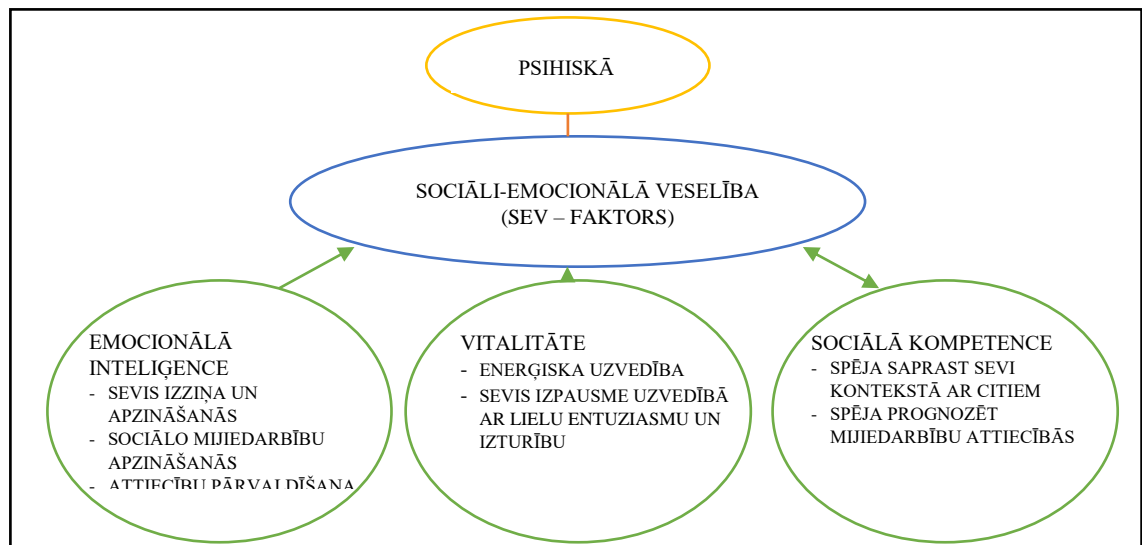 PSIHISKĀ
SOCIĀLI-EMOCIONĀLĀ VESELĪBA
(SEV – FAKTORS)
EMOCIONĀLĀ
INTELIĢENCE
- SEVIS IZZIŅA UN
APZINĀŠANĀS
- SOCIĀLO MIJIEDARBĪBU
APZINĀŠANĀS
- ATTIECĪBU PĀRVALDĪŠANA
VITALITĀTE
- ENERĢISKA UZVEDĪBA
- SEVIS IZPAUSME UZVEDĪBĀ
AR LIELU ENTUZIASMU UN
IZTURĪBU
SOCIĀLĀ KOMPETENCE
- SPĒJA SAPRAST SEVI
KONTEKSTĀ AR CITIEM
- SPĒJA PROGNOZĒT
MIJIEDARBĪBU ATTIECĪBĀS